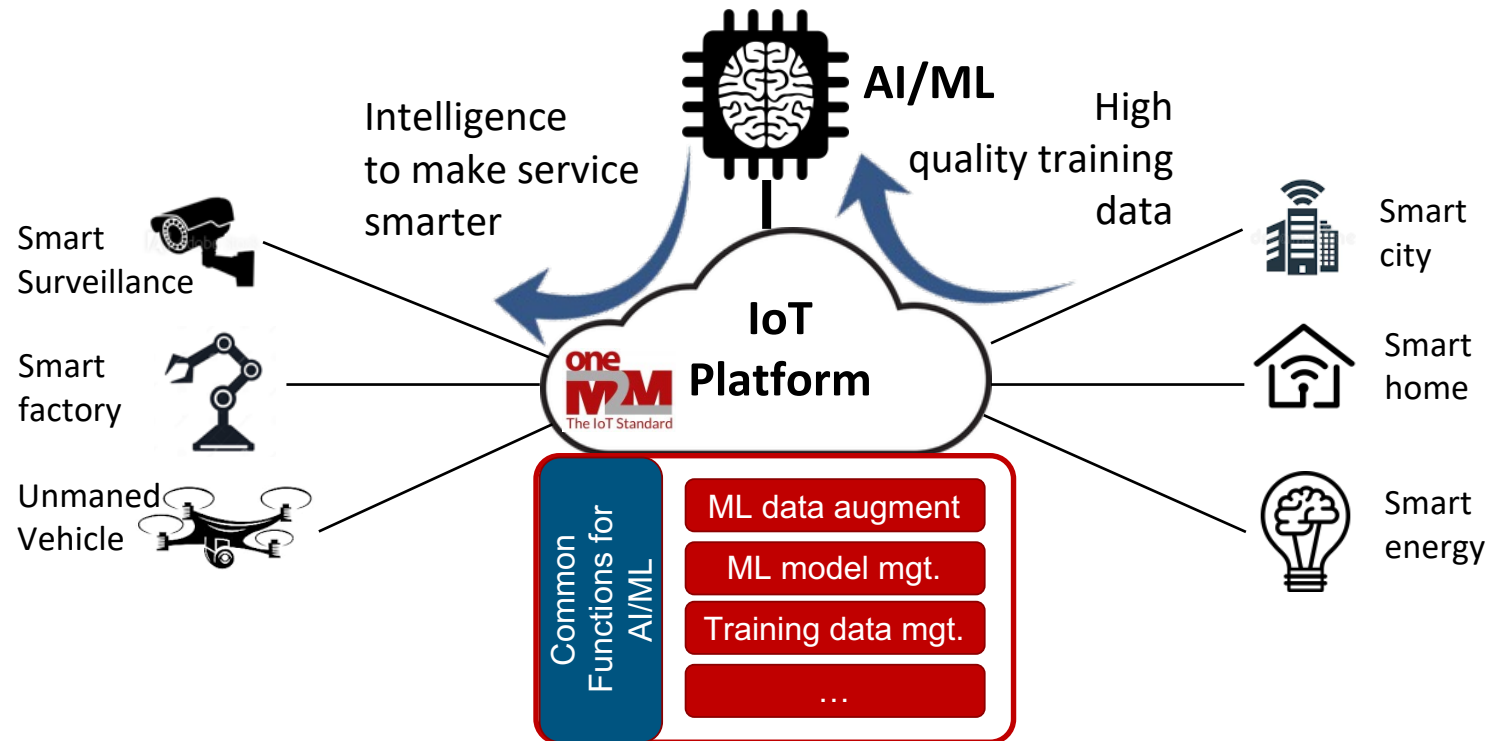 AI/ML
Intelligence
to make service
smarter
High
quality training
data
Smart
Surveillance
Smart
factory
Unmaned
Vehicle
IoT
Platform
one
M2M
The IoT Standard
Smart
city
Smart
home
Smart
energy
Common
Functions for
AI/ML
ML data augment
ML model mgt.
Training data mgt.
…